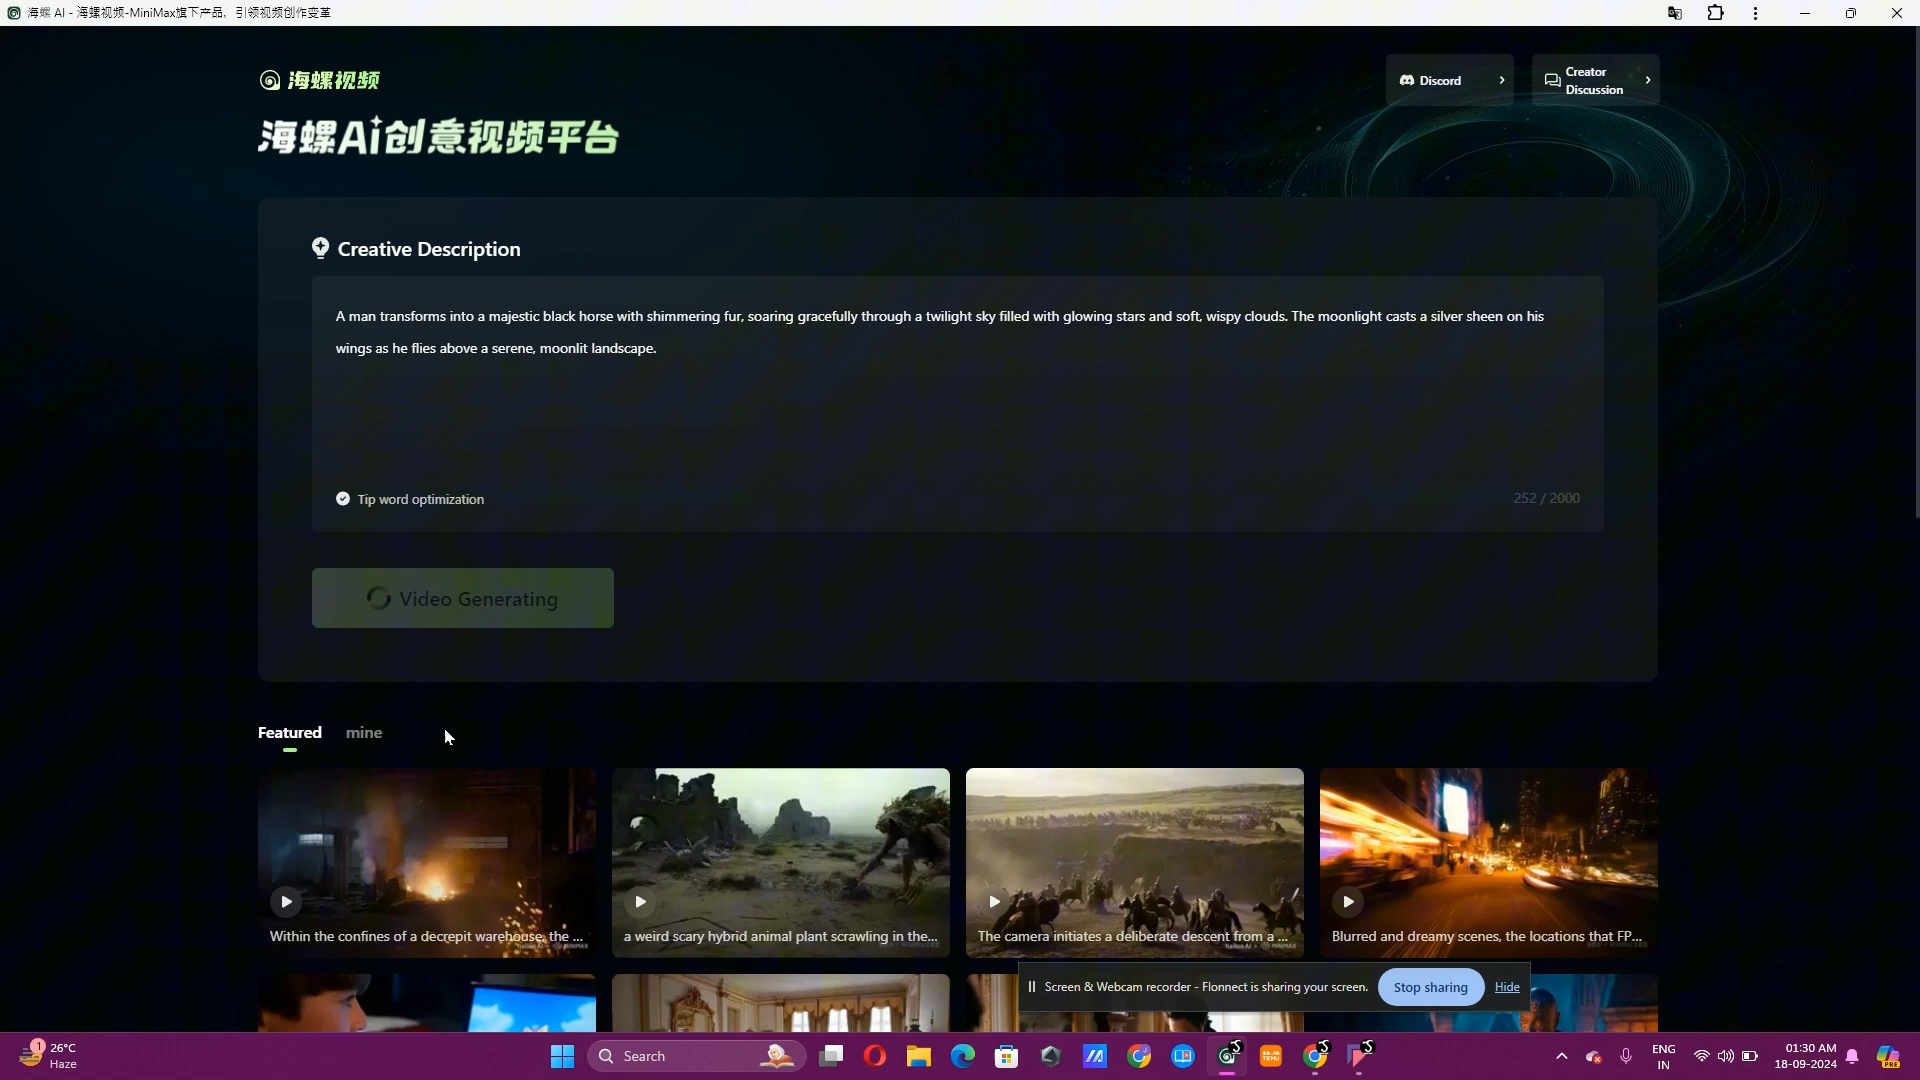 海螺 AI - 海螺视频-MiniMax旗下产品，引领视频创作变革
海螺视频
Discord
Creator
Discussion
海螺Ai创意视频平台
Creative Description
A man transforms into a majestic black horse with shimmering fur, soaring gracefully through a twilight sky filled with glowing stars and soft, wispy clouds. The moonlight casts a silver sheen on his
wings as he flies above a serene, moonlit landscape.
Tip word optimization
252 / 2000
Video Generating
Featured
mine
Within the confines of a decrepit warehouse, the ...
a weird scary hybrid animal plant scrawling in the...
The camera initiates a deliberate descent from a ...
Blurred and dreamy scenes, the locations that FP...
Screen & Webcam recorder - Flonnect is sharing your screen.
Stop sharing
Hide
1
26°C
Haze
Search
ENG
IN
01:30 AM
18-09-2024